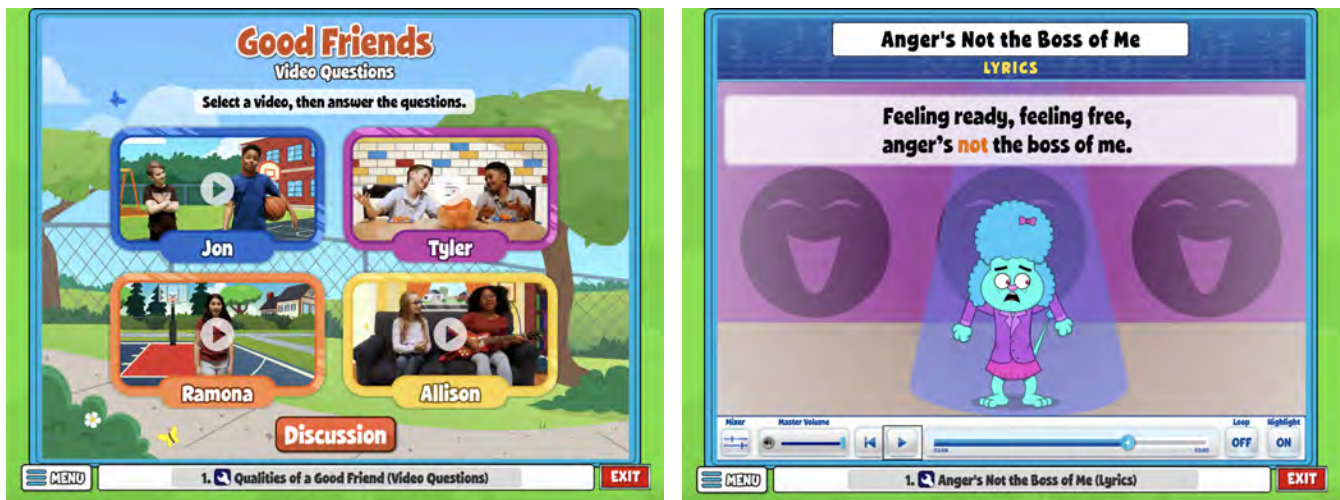 Good Friends
Video Questions
Select a video, then answer the questions.
Jon
Tyler
Ramona
Allison
Discussion
MENU
1. Qualities of a Good Friend (Video Questions)
EXIT
Anger's Not the Boss of Me
LYRICS
Feeling ready, feeling free,
anger's not the boss of me.
Mixer
Master Volume
Loop
Highlight
OFF
ON
MENU
1. Anger's Not the Boss of Me (Lyrics)
EXIT